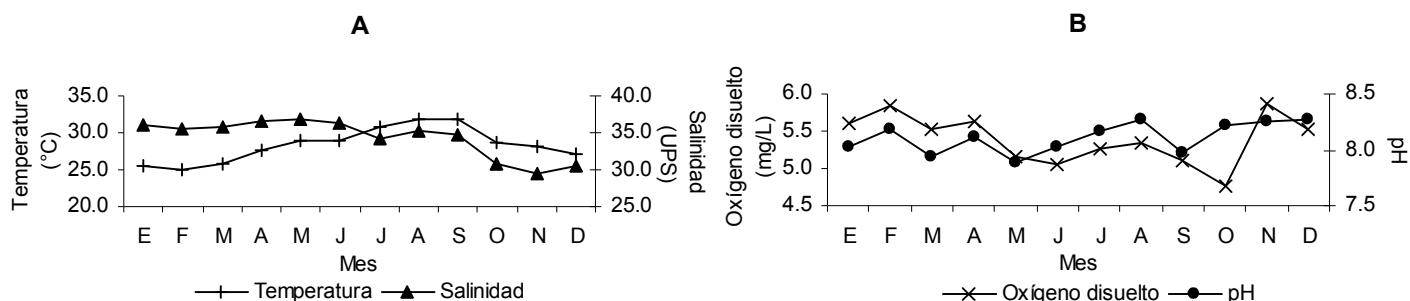 A
Temperatura
(°C)
35.0
30.0
25.0
20.0
40.0
35.0
30.0
25.0
Salinidad
(UPS)
E F M A M J J A S O N D
Mes
Temperatura Salinidad
B
Oxígeno disuelto
(mg/L)
6.0
5.5
5.0
4.5
8.5
8.0
7.5
pH
E F M A M J J A S O N D
Mes
Oxígeno disuelto pH